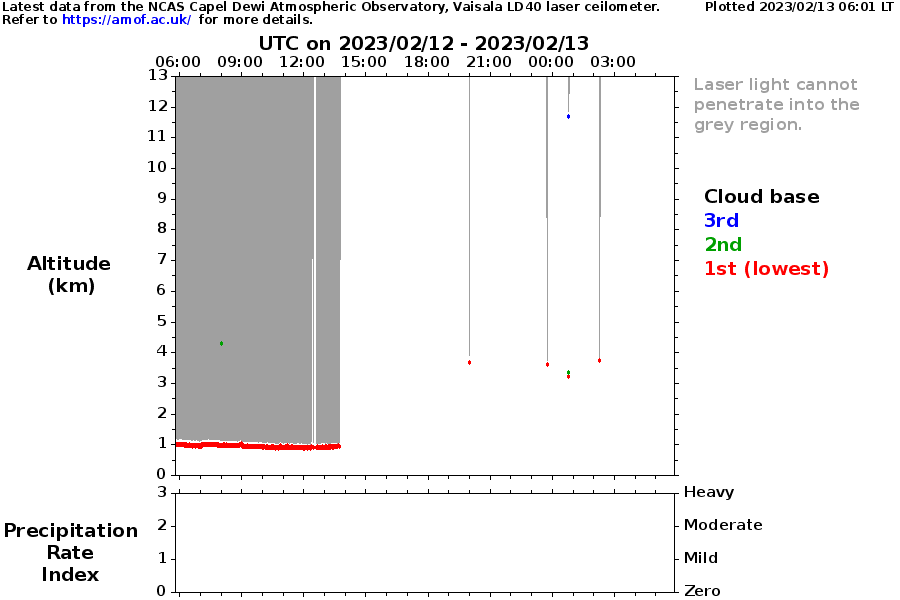 Latest data from the NCAS Capel Dewi Atmospheric Observatory, Vaisala LD40 laser ceilometer.
Plotted 2023/02/13 06:01 LT
Refer to https://amof.ac.uk/ for more details.
UTC on 2023/02/12 - 2023/02/13
06:00 09:00 12:00 15:00 18:00 21:00 00:00 03:00
13
12
11
10
9
8
7
6
5
4
3
2
1
0
Altitude
(km)
Laser light cannot
penetrate into the
grey region.
Cloud base
3rd
2nd
1st (lowest)
3
2
1
0
Precipitation
Rate
Index
Heavy
Moderate
Mild
Zero